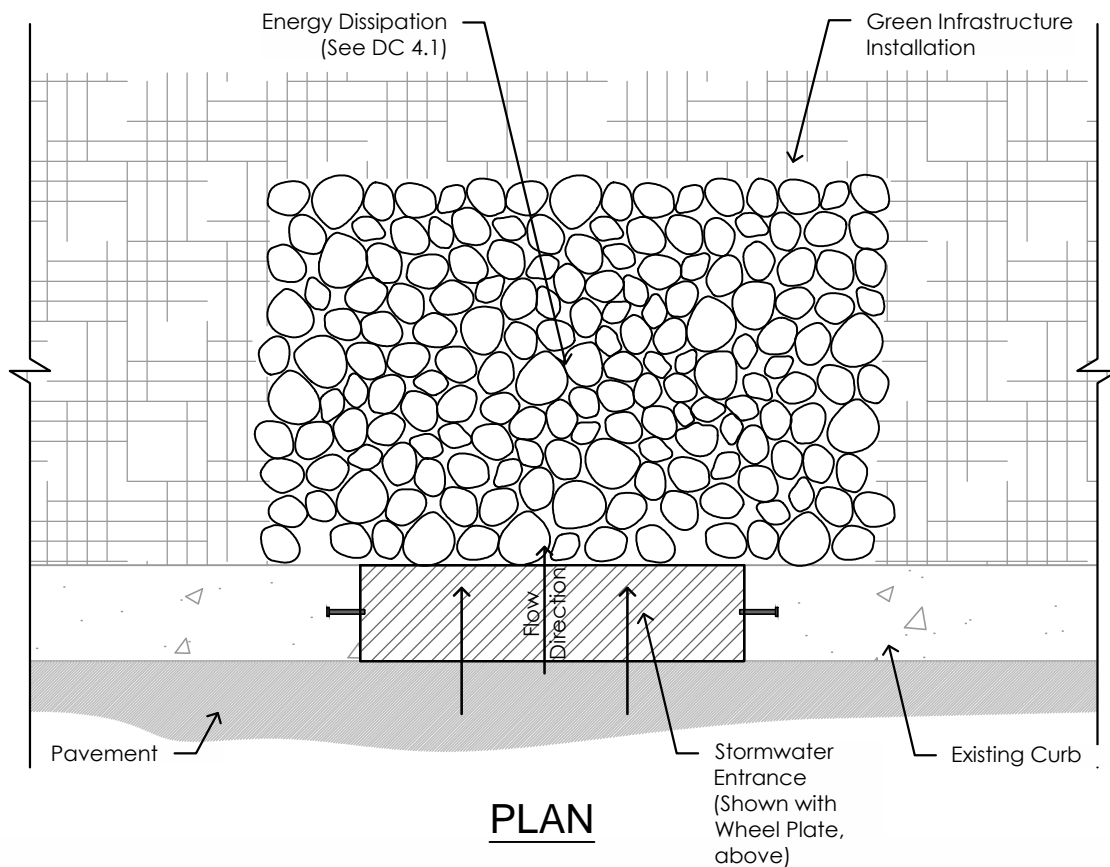 Energy Dissipation
(See DC 4.1)
Green Infrastructure
Installation
Flow
Direction
Pavement
Stormwater
Entrance
(Shown with
Wheel Plate,
above)
Existing Curb
PLAN